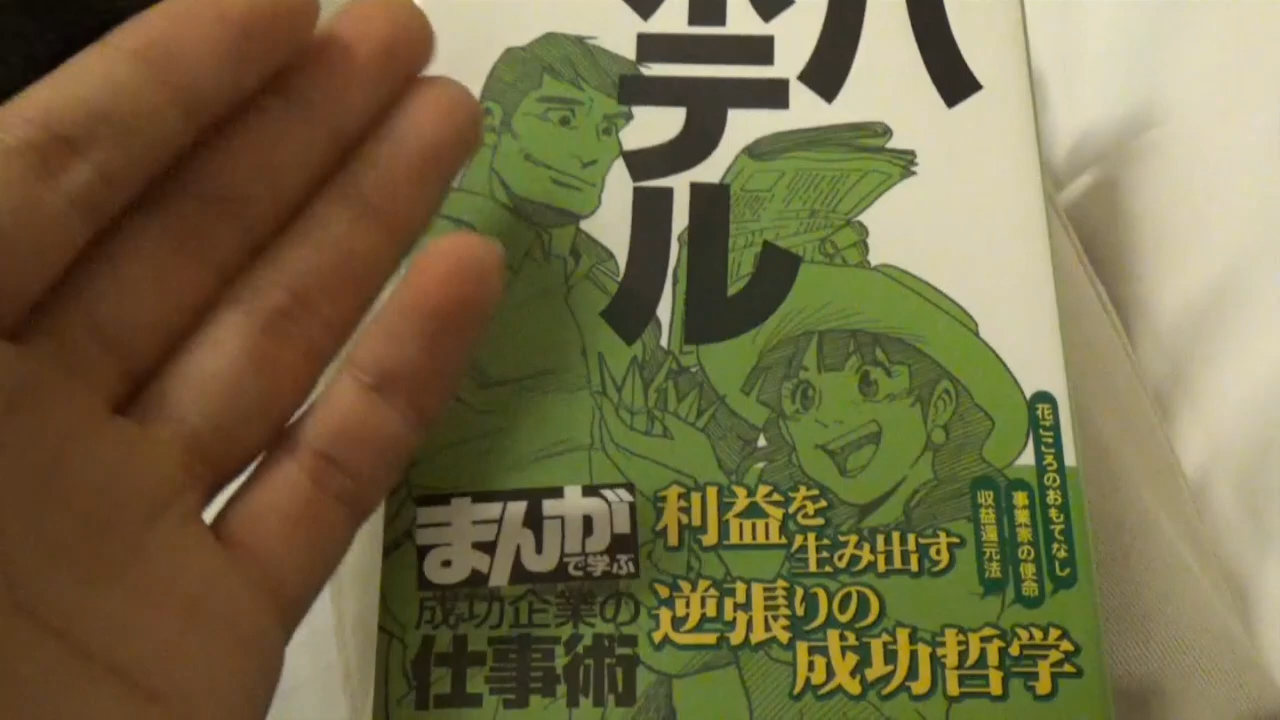 ホテル
花ごころのおもてなし
事業家の使命
収益還元法
利益を
生み出す
逆張りの
成功哲学
まんが
で学ぶ
成功企業の
仕事術